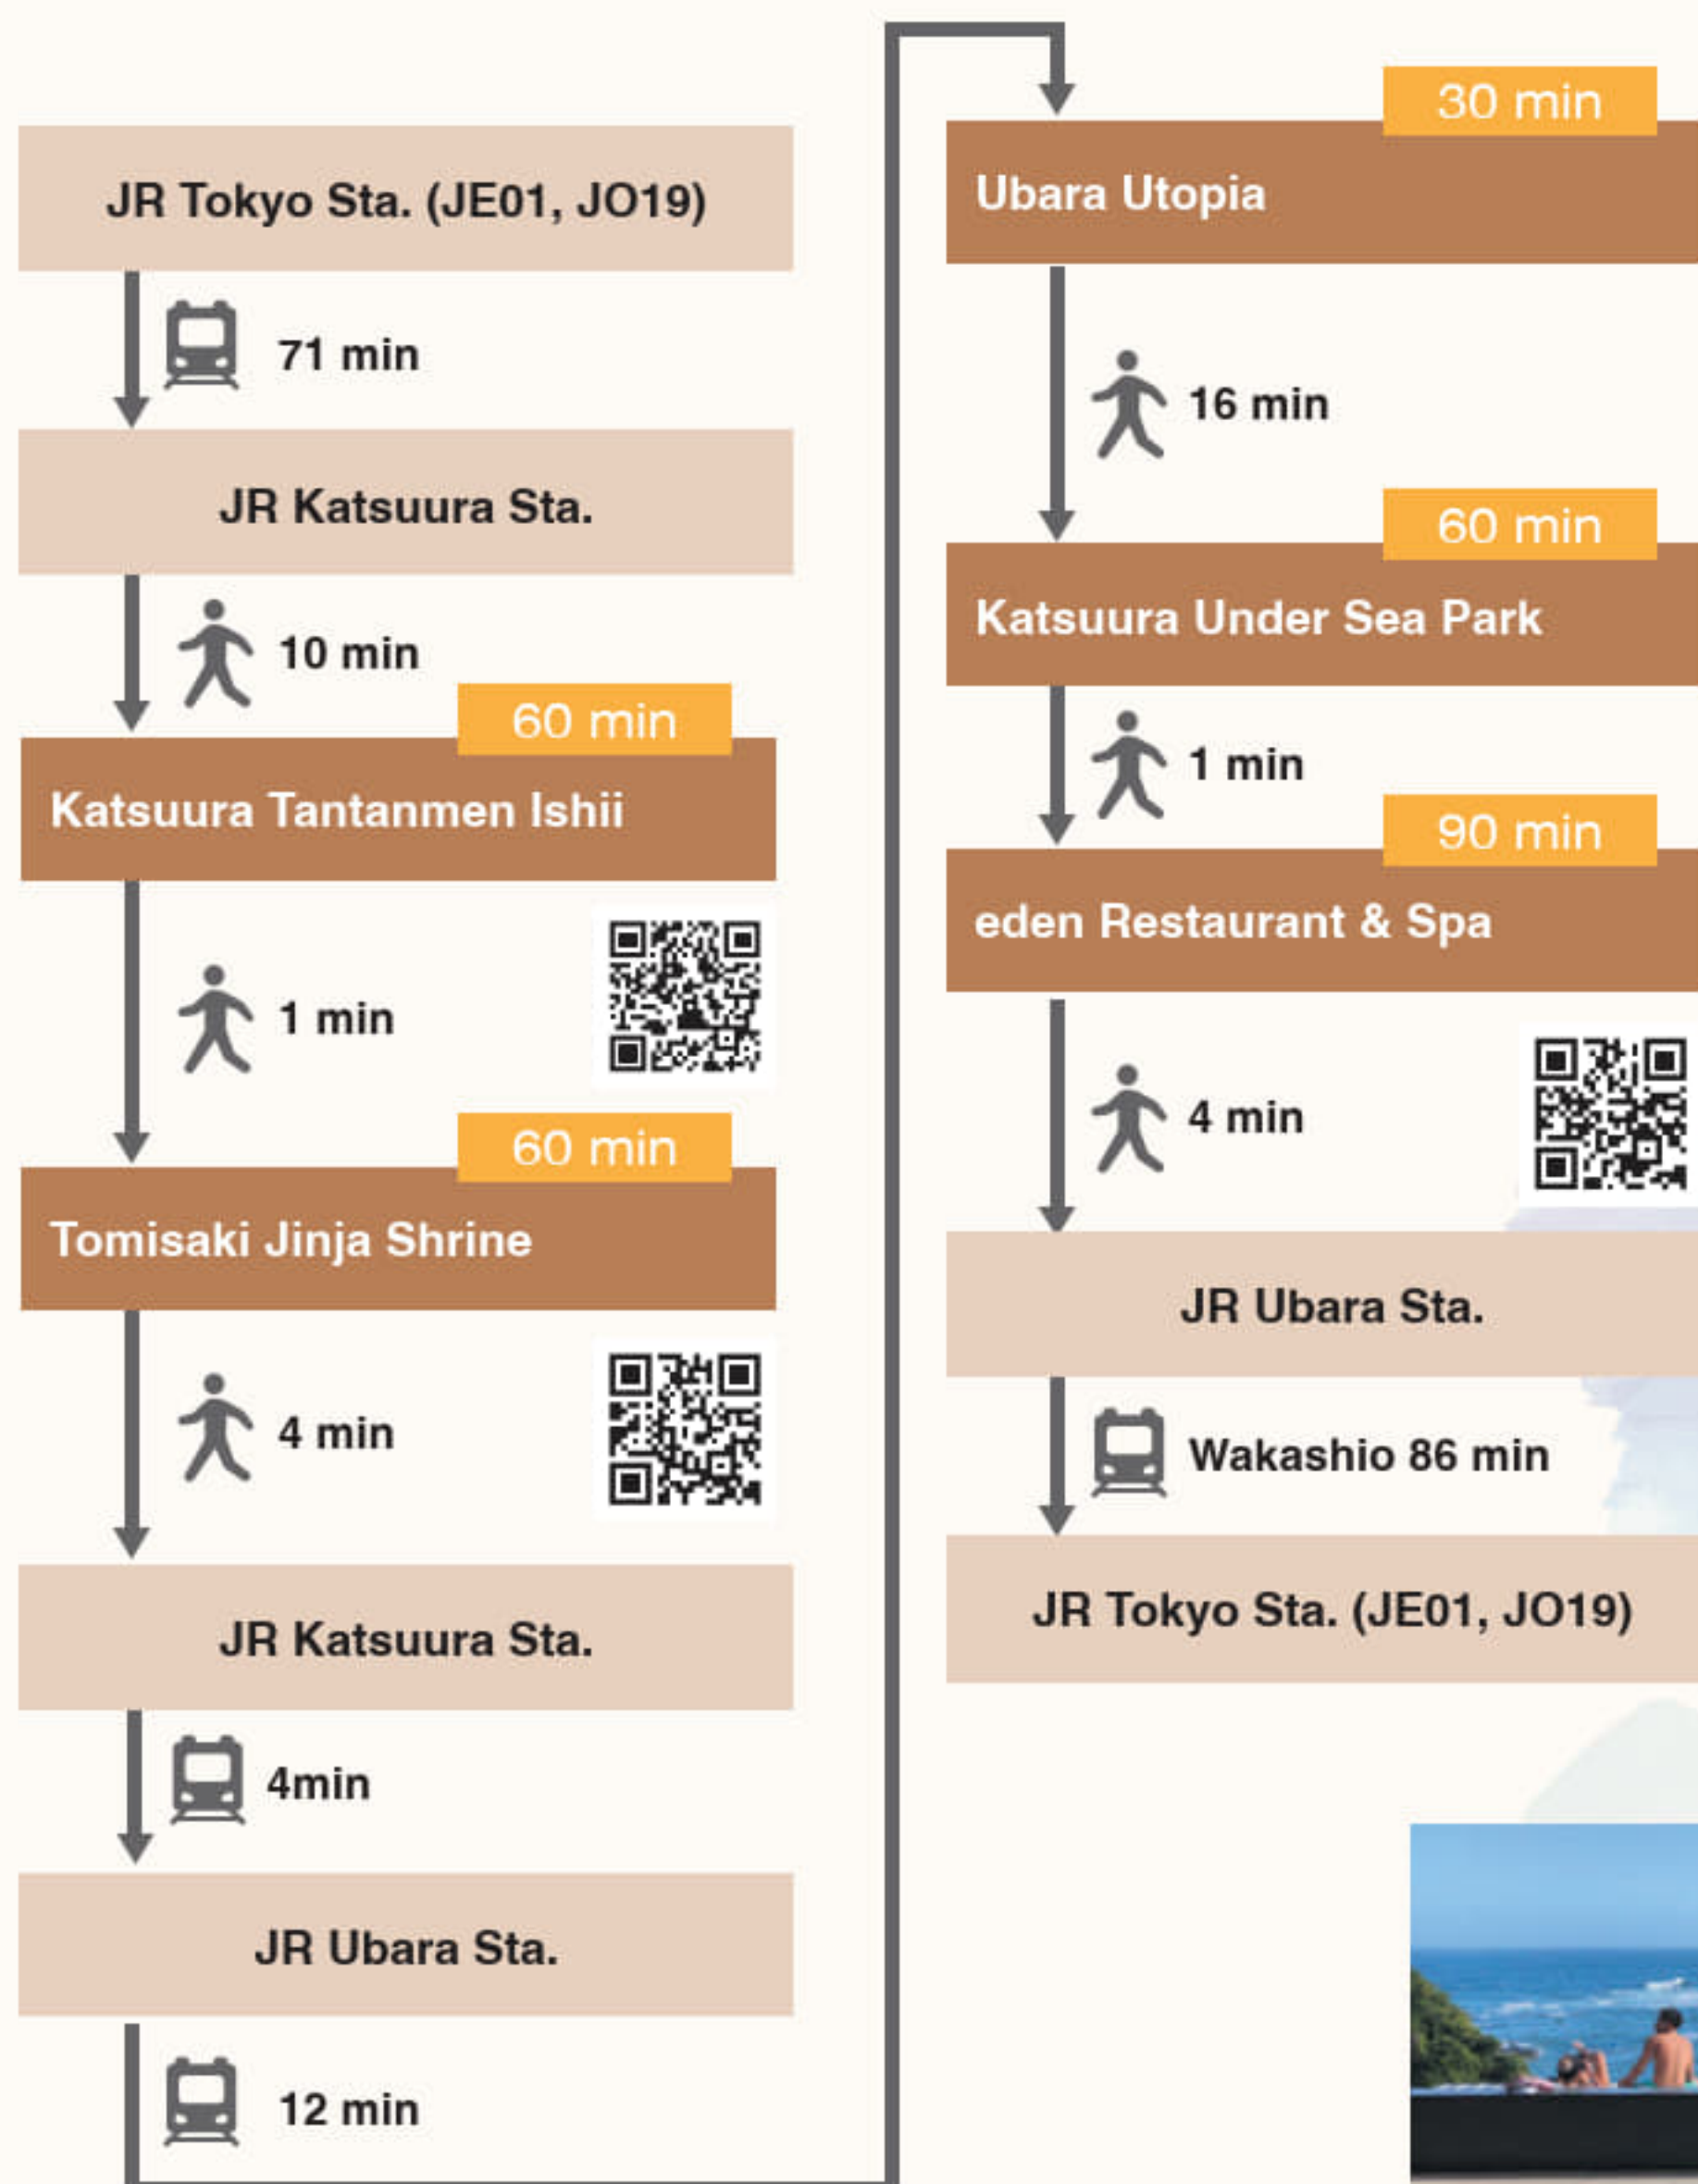 JR Tokyo Sta. (JE01, JO19)
71 min
JR Katsuura Sta.
10 min
60 min
Katsuura Tantanmen Ishii
1 min
60 min
Tomisaki Jinja Shrine
4 min
JR Katsuura Sta.
4min
JR Ubara Sta.
12 min
30 min
Ubara Utopia
16 min
60 min
Katsuura Under Sea Park
1 min
90 min
eden Restaurant & Spa
4 min
JR Ubara Sta.
Wakashio 86 min
JR Tokyo Sta. (JE01, JO19)